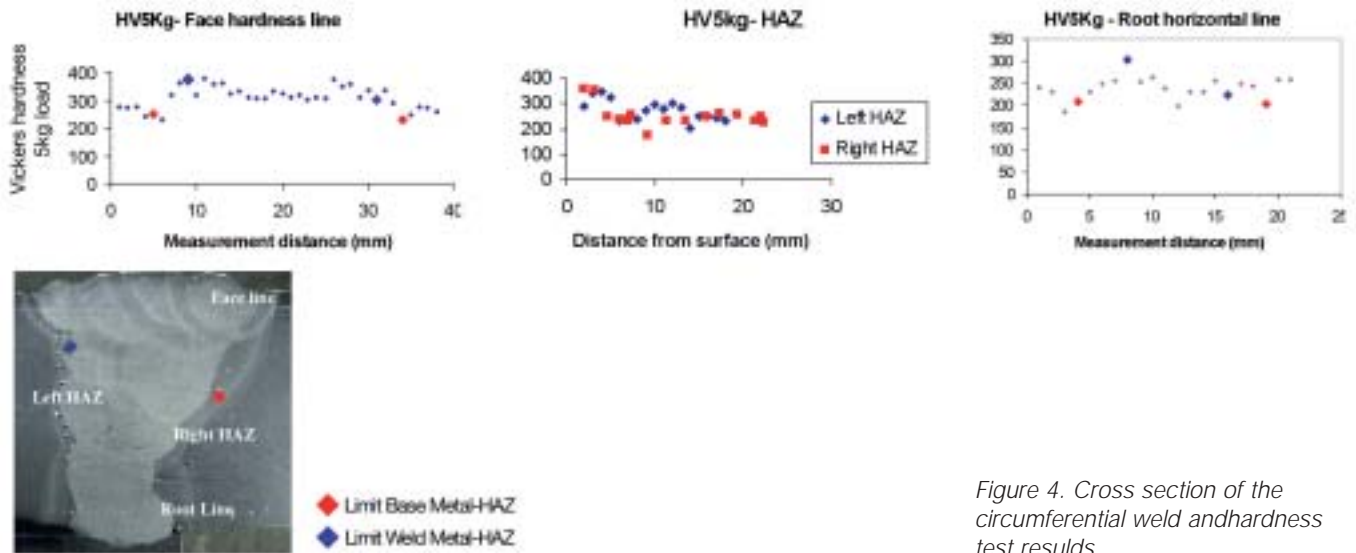 HV5Kg- Face hardness line
Vickers hardness
5kg load
400
300
200
100
0
0
10
20
30
40
Measurement distance (mm)
HV5kg- HAZ
400
300
200
100
0
0
10
20
30
Distance from surface (mm)
Left HAZ
Right HAZ
HV5Kg - Root horizontal line
350
300
250
200
150
100
50
0
0
5
10
15
20
25
Measurement distance (mm)
Face line
Left HAZ
Right HAZ
Root Line
Limit Base Metal-HAZ
Limit Weld Metal-HAZ
Figure 4. Cross section of the
circumferential weld andhardness
test resulds